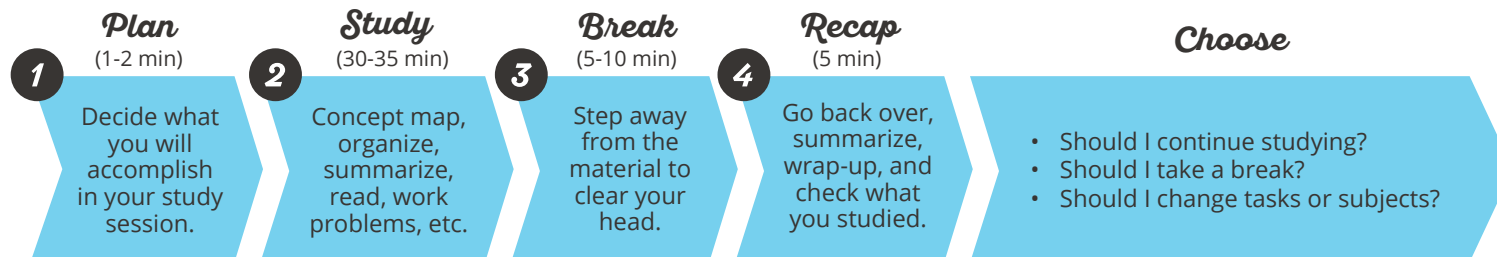 Plan
(1-2 min)
1
Decide what
you will
accomplish
in your study
session.
Study
(30-35 min)
2
Concept map,
organize,
summarize,
read, work
problems, etc.
Break
(5-10 min)
3
Step away
from the
material to
clear your
head.
Recap
(5 min)
4
Go back over,
summarize,
wrap-up, and
check what
you studied.
Choose
• Should I continue studying?
• Should I take a break?
• Should I change tasks or subjects?